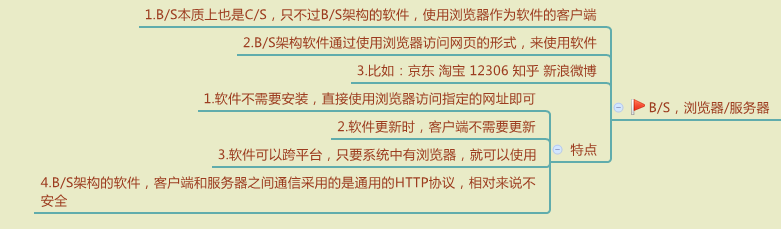 1.B/S本质上也是C/S，只不过B/S架构的软件，使用浏览器作为软件的客户端
2.B/S架构软件通过使用浏览器访问网页的形式，来使用软件
3.比如：京东 淘宝 12306 知乎 新浪微博
B/S，浏览器/服务器
1.软件不需要安装，直接使用浏览器访问指定的网址即可
2.软件更新时，客户端不需要更新
特点
3.软件可以跨平台，只要系统中有浏览器，就可以使用
4.B/S架构的软件，客户端和服务器之间通信采用的是通用的HTTP协议，相对来说不
安全